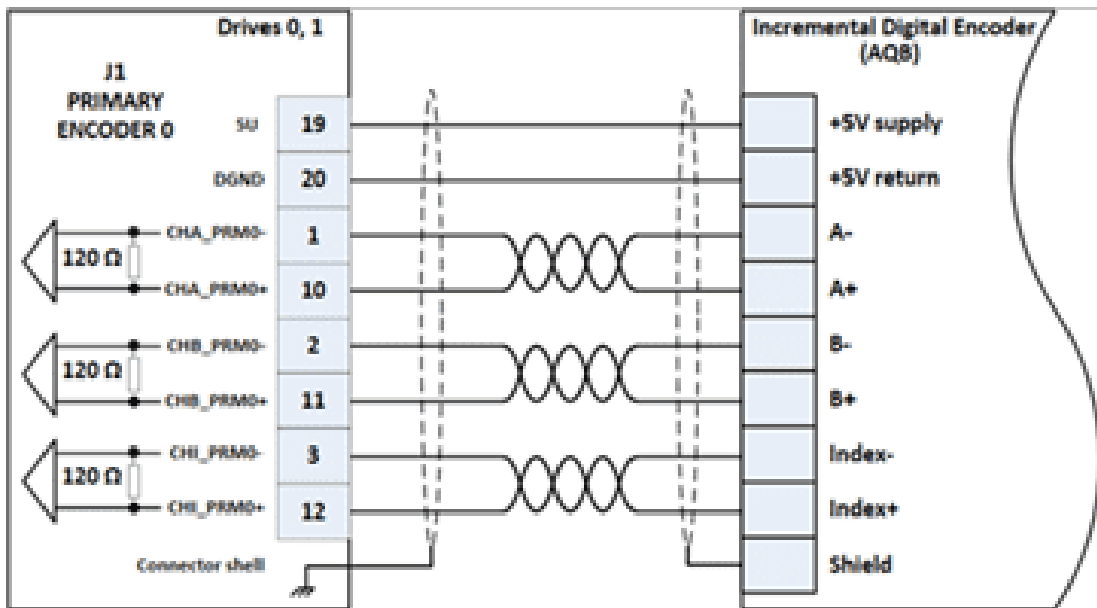 Drives 0, 1
J1
PRIMARY
ENCODER 0
5U 19
DGND 20
CHA_PRM0- 1
120 Ω
CHA_PRM0+ 10
CHB_PRM0- 2
120 Ω
CHB_PRM0+ 11
CHI_PRM0- 3
120 Ω
CHI_PRM0+ 12
Connector shell
Incremental Digital Encoder
(AQB)
+5V supply
+5V return
A-
A+
B-
B+
Index-
Index+
Shield